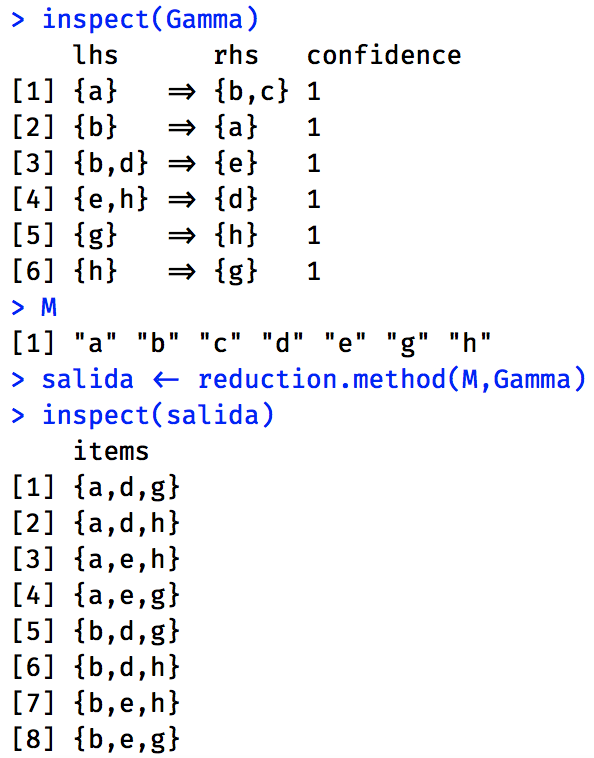 > inspect(Gamma)
lhs rhs confidence
[1] {a} ⇒ {b,c} 1
[2] {b} ⇒ {a} 1
[3] {b,d} ⇒ {e} 1
[4] {e,h} ⇒ {d} 1
[5] {g} ⇒ {h} 1
[6] {h} ⇒ {g} 1
> M
[1] "a" "b" "c" "d" "e" "g" "h"
> salida ← reduction.method(M,Gamma)
> inspect(salida)
items
[1] {a,d,g}
[2] {a,d,h}
[3] {a,e,h}
[4] {a,e,g}
[5] {b,d,g}
[6] {b,d,h}
[7] {b,e,h}
[8] {b,e,g}